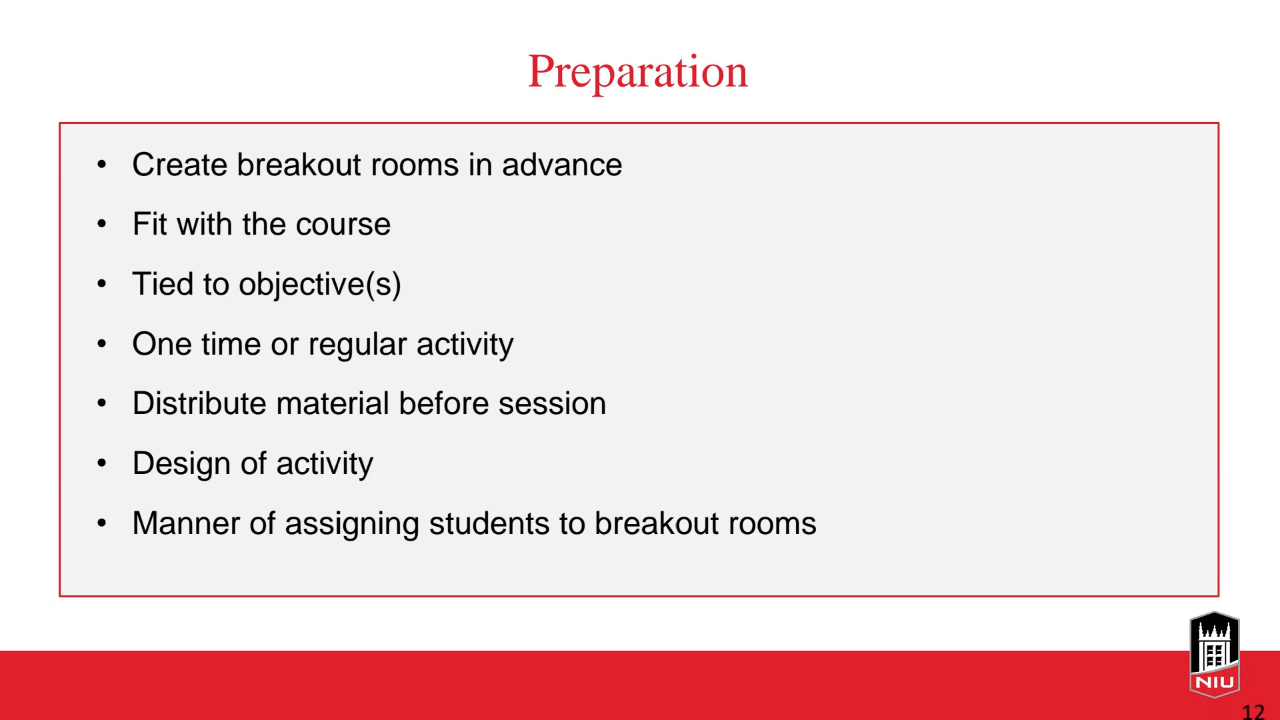 Preparation
• Create breakout rooms in advance
• Fit with the course
• Tied to objective(s)
• One time or regular activity
• Distribute material before session
• Design of activity
• Manner of assigning students to breakout rooms
NIU
12